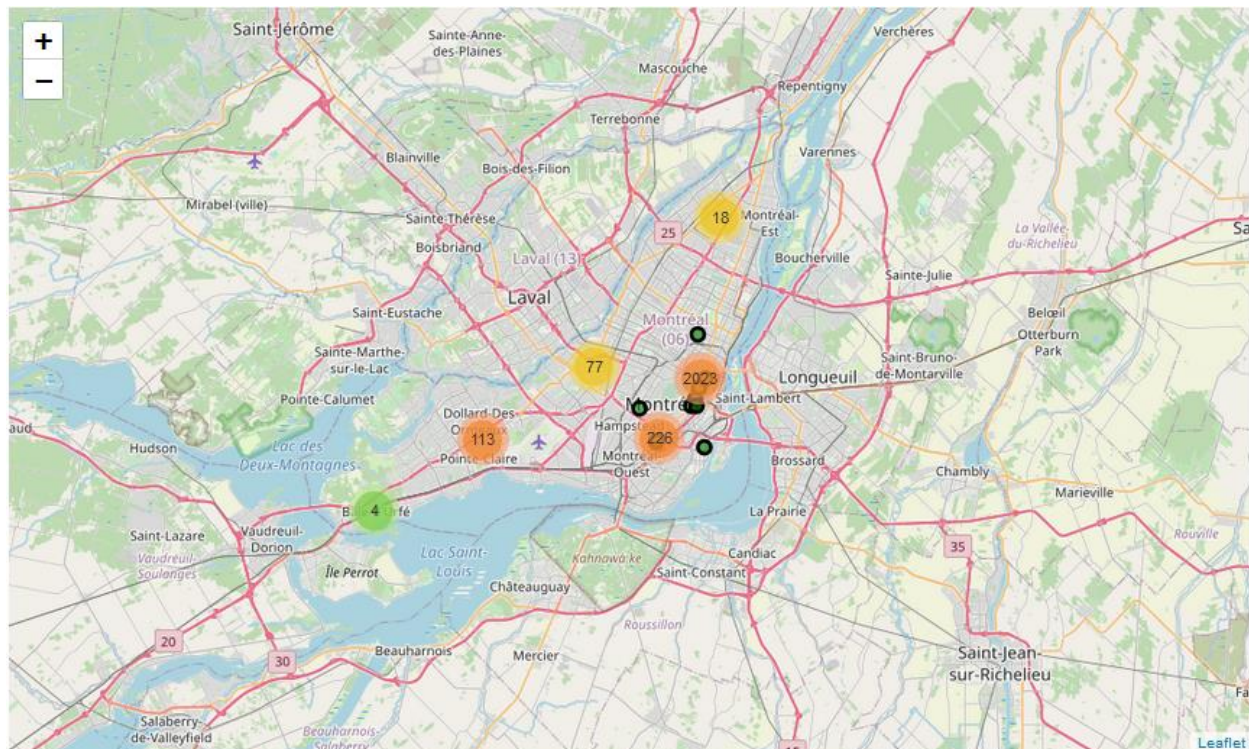 +
−
Saint-Jérôme
Sainte-Anne-
des-Plaines
Verchères
Mascouche
Repentigny
Terrebonne
Blainville
Bois-des-Filion
Varennes
Mirabel (ville)
Sainte-Thérèse
18
Montréal-
Est
La Vallée-
du-Richelieu
Sa
25
Boisbriand
Laval (13)
Boucherville
Sainte-Julie
Laval
Saint-Eustache
Montréal
(06)
Belœil
Otterburn
Park
Sainte-Marthe-
sur-le-Lac
77
2023
Longueuil
Saint-Bruno-
de-Montarville
Pointe-Calumet
Saint-Lambert
Dollard-Des
113
226
Hudson
Lac des
Deux-Montagnes
Pointe-Claire
Ouest
Brossard
Chambly
Marieville
4
La Prairie
Saint-Lazare
Vaudreuil-
Dorion
Rouville
Vaudreuil-
Soulanges
Lac Saint-
Louis
Candiac
35
Île Perrot
Kahnawà:ke
Saint-Constant
Châteauguay
Roussillon
20
30
Beauharnois
Mercier
Saint-Jean-
sur-Richelieu
Salaberry-
de-Valleyfield
Beauharnois-
Salaberry
15
Leaflet